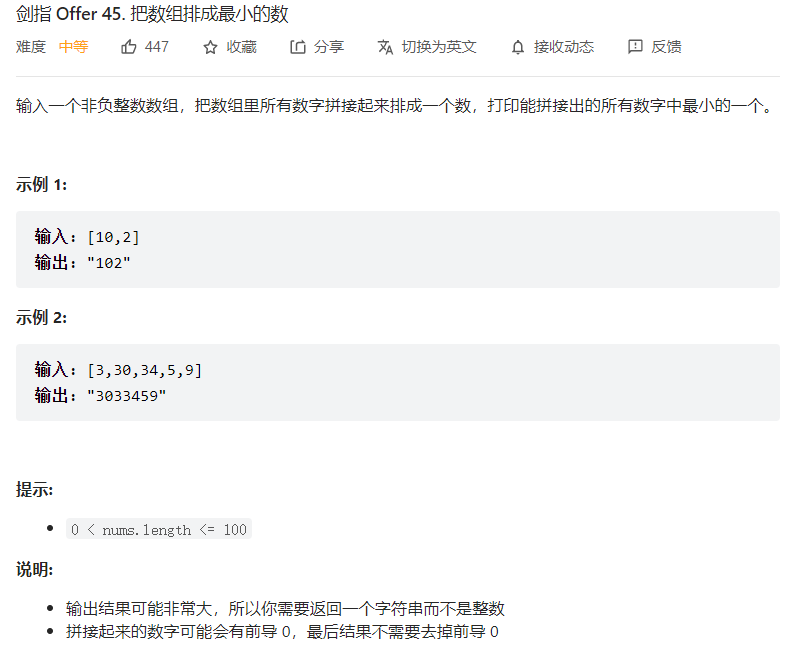 剑指 Offer 45. 把数组排成最小的数
难度 中等 447 收藏 分享 切换为英文 接收动态 反馈
输入一个非负整数数组，把数组里所有数字拼接起来排成一个数，打印能拼接出的所有数字中最小的一个。
示例 1:
输入: [10,2]
输出: "102"
示例 2:
输入: [3,30,34,5,9]
输出: "3033459"
提示:
0 < nums.length <= 100
说明:
输出结果可能非常大，所以你需要返回一个字符串而不是整数
拼接起来的数字可能会有前导 0，最后结果不需要去掉前导 0